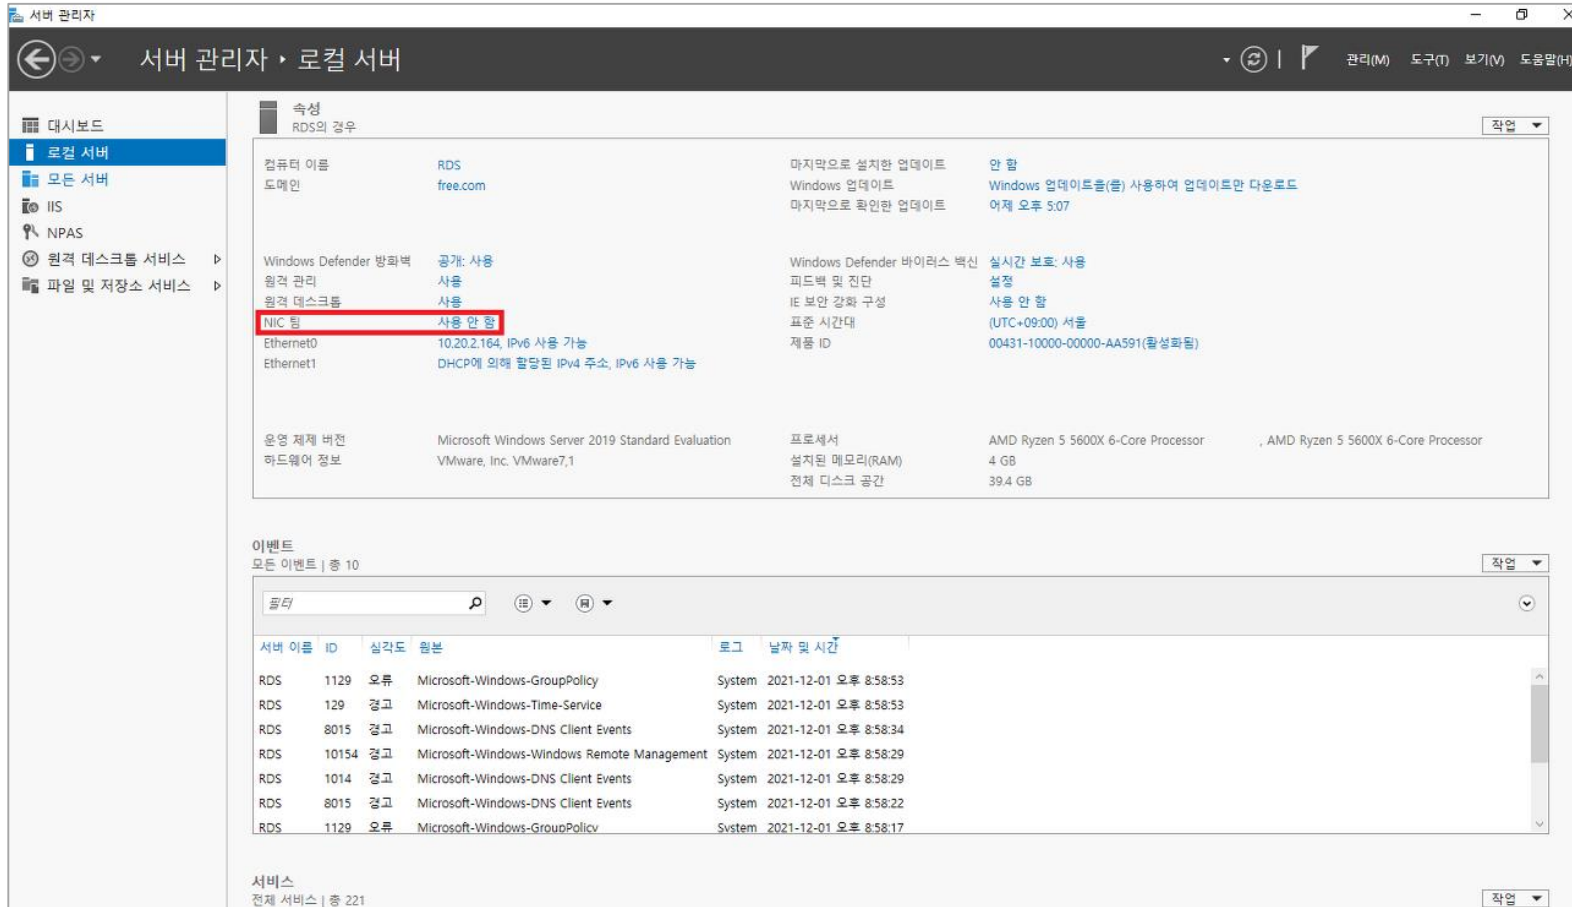 서버 관리자
서버 관리자 ‣ 로컬 서버
관리(M) 도구(T) 보기(V) 도움말(H)
대시보드
로컬 서버
모든 서버
IIS
NPAS
원격 데스크톱 서비스
파일 및 저장소 서비스
속성
RDS의 경우
작업
컴퓨터 이름 RDS 마지막으로 설치한 업데이트 안 함
도메인 free.com Windows 업데이트 Windows 업데이트을(를) 사용하여 업데이트만 다운로드
마지막으로 확인한 업데이트 어제 오후 5:07
Windows Defender 방화벽 공개: 사용 Windows Defender 바이러스 백신 실시간 보호: 사용
원격 관리 사용 피드백 및 진단 설정
원격 데스크톱 사용 IE 보안 강화 구성 사용 안 함
NIC 팀 사용 안 함 표준 시간대 (UTC+09:00) 서울
Ethernet0 10.20.2.164, IPv6 사용 가능 제품 ID 00431-10000-00000-AA591(활성화됨)
Ethernet1 DHCP에 의해 할당된 IPv4 주소, IPv6 사용 가능
운영 체제 버전 Microsoft Windows Server 2019 Standard Evaluation 프로세서 AMD Ryzen 5 5600X 6-Core Processor , AMD Ryzen 5 5600X 6-Core Processor
하드웨어 정보 VMware, Inc. VMware7,1 설치된 메모리(RAM) 4 GB
전체 디스크 공간 39.4 GB
이벤트
모든 이벤트 | 총 10
작업
필터
서버 이름 ID 심각도 원본 로그 날짜 및 시간
RDS 1129 오류 Microsoft-Windows-GroupPolicy System 2021-12-01 오후 8:58:53
RDS 129 경고 Microsoft-Windows-Time-Service System 2021-12-01 오후 8:58:53
RDS 8015 경고 Microsoft-Windows-DNS Client Events System 2021-12-01 오후 8:58:34
RDS 10154 경고 Microsoft-Windows-Windows Remote Management System 2021-12-01 오후 8:58:29
RDS 1014 경고 Microsoft-Windows-DNS Client Events System 2021-12-01 오후 8:58:29
RDS 8015 경고 Microsoft-Windows-DNS Client Events System 2021-12-01 오후 8:58:22
RDS 1129 오류 Microsoft-Windows-GroupPolicy System 2021-12-01 오후 8:58:17
서비스
전체 서비스 | 총 221
작업